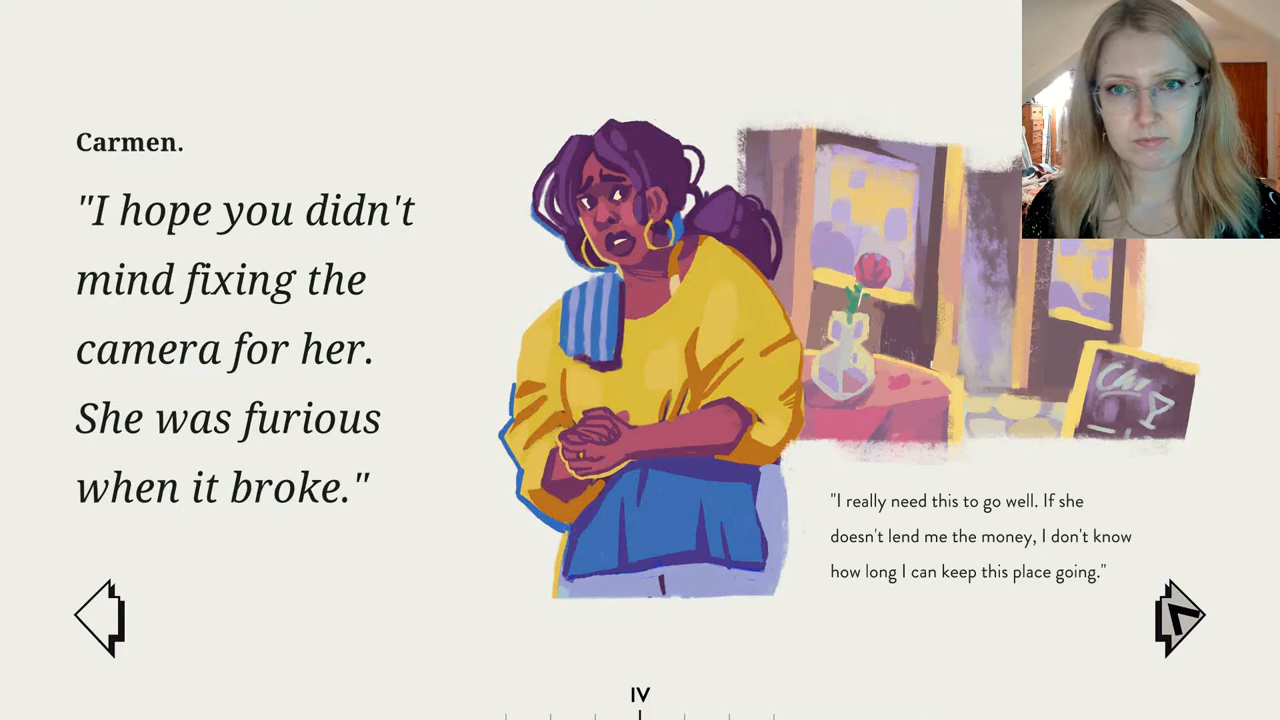 Carmen.
"I hope you didn't
mind fixing the
camera for her.
She was furious
when it broke."
"I really need this to go well. If she
doesn't lend me the money, I don't know
how long I can keep this place going."
IV